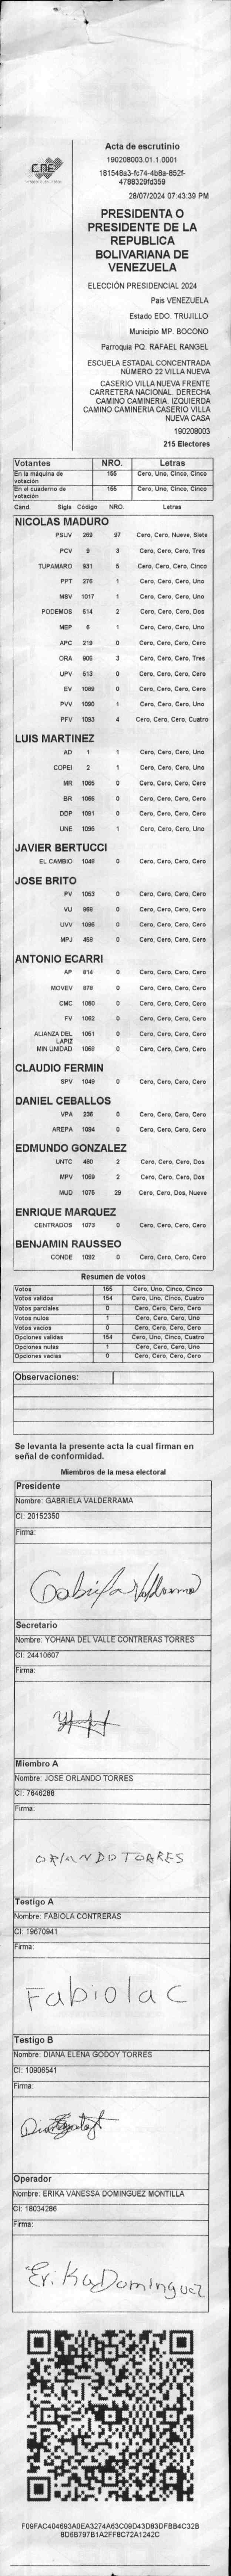 CNE
Acta de escrutinio
190208003.01.1.0001
181548a3-fc74-4b8a-852f-
4788329fd359
28/07/2024 07:43:39 PM
PRESIDENTA O
PRESIDENTE DE LA
REPUBLICA
BOLIVARIANA DE
VENEZUELA
ELECCIÓN PRESIDENCIAL 2024
Pais VENEZUELA
Estado EDO. TRUJILLO
Municipio MP. BOCONO
Parroquia PQ. RAFAEL RANGEL
ESCUELA ESTADAL CONCENTRADA
NÚMERO 22 VILLA NUEVA
CASERIO VILLA NUEVA FRENTE
CARRETERA NACIONAL. DERECHA
CAMINO CAMINERIA. IZQUIERDA
CAMINO CAMINERIA CASERIO VILLA
NUEVA CASA
190208003
215 Electores
Votantes NRO. Letras
En la máquina de votación 155 Cero, Uno, Cinco, Cinco
En el cuaderno de votación 155 Cero, Uno, Cinco, Cinco
Cand. Sigla Código NRO. Letras
NICOLAS MADURO
PSUV 269 97 Cero, Cero, Nueve, Siete
PCV 9 3 Cero, Cero, Cero, Tres
TUPAMARO 931 5 Cero, Cero, Cero, Cinco
PPT 276 1 Cero, Cero, Cero, Uno
MSV 1017 1 Cero, Cero, Cero, Uno
PODEMOS 514 2 Cero, Cero, Cero, Dos
MEP 6 1 Cero, Cero, Cero, Uno
APC 219 0 Cero, Cero, Cero, Cero
ORA 906 3 Cero, Cero, Cero, Tres
UPV 513 0 Cero, Cero, Cero, Cero
EV 1089 0 Cero, Cero, Cero, Cero
PVV 1090 1 Cero, Cero, Cero, Uno
PFV 1093 4 Cero, Cero, Cero, Cuatro
LUIS MARTINEZ
AD 1 1 Cero, Cero, Cero, Uno
COPEI 2 1 Cero, Cero, Cero, Uno
MR 1065 0 Cero, Cero, Cero, Cero
BR 1066 0 Cero, Cero, Cero, Cero
DDP 1091 0 Cero, Cero, Cero, Cero
UNE 1095 1 Cero, Cero, Cero, Uno
JAVIER BERTUCCI
EL CAMBIO 1048 0 Cero, Cero, Cero, Cero
JOSE BRITO
PV 1053 0 Cero, Cero, Cero, Cero
VU 868 0 Cero, Cero, Cero, Cero
UVV 1096 0 Cero, Cero, Cero, Cero
MPJ 458 0 Cero, Cero, Cero, Cero
ANTONIO ECARRI
AP 814 0 Cero, Cero, Cero, Cero
MOVEV 878 0 Cero, Cero, Cero, Cero
CMC 1050 0 Cero, Cero, Cero, Cero
FV 1052 0 Cero, Cero, Cero, Cero
ALIANZA DEL LAPIZ 1051 0 Cero, Cero, Cero, Cero
MIN UNIDAD 1068 0 Cero, Cero, Cero, Cero
CLAUDIO FERMIN
SPV 1049 0 Cero, Cero, Cero, Cero
DANIEL CEBALLOS
VPA 236 0 Cero, Cero, Cero, Cero
AREPA 1094 0 Cero, Cero, Cero, Cero
EDMUNDO GONZALEZ
UNTC 460 2 Cero, Cero, Cero, Dos
MPV 1069 2 Cero, Cero, Cero, Dos
MUD 1075 29 Cero, Cero, Dos, Nueve
ENRIQUE MARQUEZ
CENTRADOS 1073 0 Cero, Cero, Cero, Cero
BENJAMIN RAUSSEO
CONDE 1092 0 Cero, Cero, Cero, Cero
Resumen de votos
Votos 155 Cero, Uno, Cinco, Cinco
Votos validos 154 Cero, Uno, Cinco, Cuatro
Votos parciales 0 Cero, Cero, Cero, Cero
Votos nulos 1 Cero, Cero, Cero, Uno
Votos vacios 0 Cero, Cero, Cero, Cero
Opciones validas 154 Cero, Uno, Cinco, Cuatro
Opciones nulas 1 Cero, Cero, Cero, Uno
Opciones vacias 0 Cero, Cero, Cero, Cero
Observaciones:
Se levanta la presente acta la cual firman en
señal de conformidad.
Miembros de la mesa electoral
Presidente
Nombre: GABRIELA VALDERRAMA
CI: 20152350
Firma:
Gabriela Valderrama
Secretario
Nombre: YOHANA DEL VALLE CONTRERAS TORRES
CI: 24410607
Firma:
Miembro A
Nombre: JOSE ORLANDO TORRES
CI: 7646288
Firma:
ORLANDO TORRES
Testigo A
Nombre: FABIOLA CONTRERAS
CI: 19670941
Firma:
Fabiola C
Testigo B
Nombre: DIANA ELENA GODOY TORRES
CI: 10906541
Firma:
Operador
Nombre: ERIKA VANESSA DOMINGUEZ MONTILLA
CI: 18034286
Firma:
Erika Dominguez
F09FAC404693A0EA3274A63C09D43D83DFBB4C32B
8D6B797B1A2FF8C72A1242C